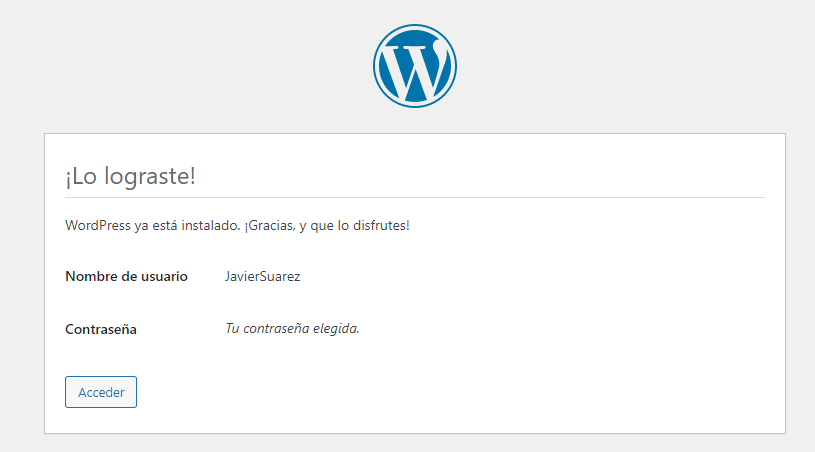 ¡Lo lograste!
WordPress ya está instalado. ¡Gracias, y que lo disfrutes!
Nombre de usuario JavierSuarez
Contraseña Tu contraseña elegida.
Acceder